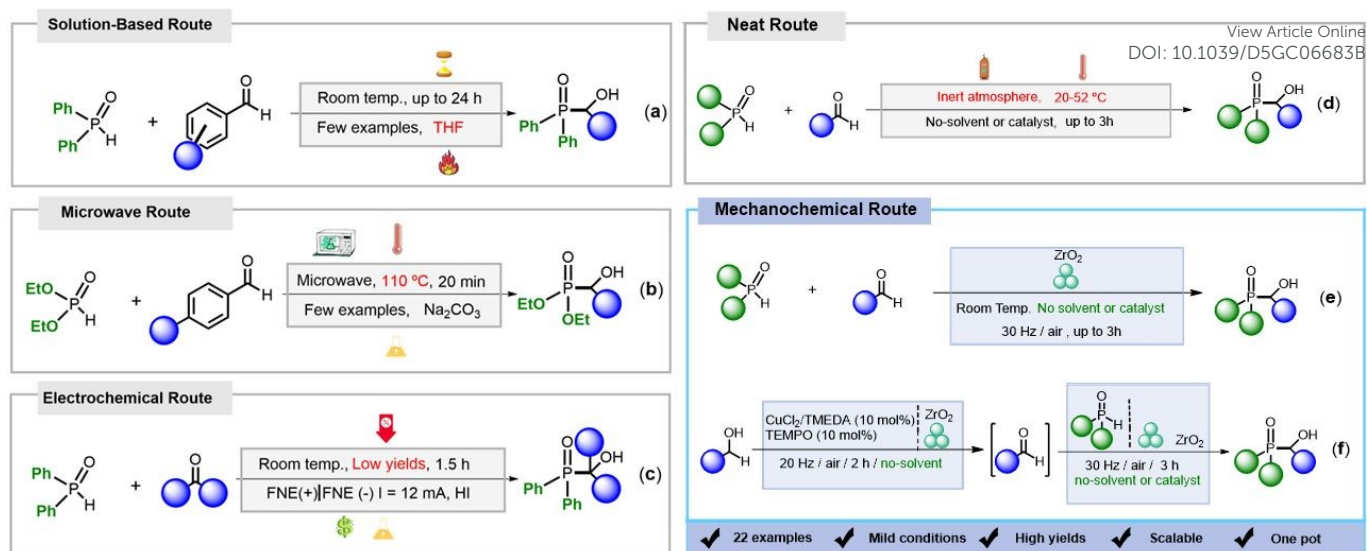 Solution-Based Route
Ph
Ph
P
O
H
+
O
H
Room temp., up to 24 h
Few examples, THF
O
OH
P
Ph
Ph
(a)
Microwave Route
EtO
EtO
P
O
H
+
O
H
Microwave, 110 ºC, 20 min
Few examples, Na2CO3
O
OH
P
EtO
OEt
(b)
Electrochemical Route
%
Ph
Ph
P
O
H
+
O
Room temp., Low yields, 1.5 h
FNE(+)|FNE (-) I = 12 mA, HI
$
O
OH
P
Ph
Ph
(c)
Neat Route
View Article Online
DOI: 10.1039/D5GC06683B
P
O
H
+
O
H
Inert atmosphere, 20-52 ºC
No-solvent or catalyst, up to 3h
O
OH
P
(d)
Mechanochemical Route
P
O
H
+
O
H
ZrO2
Room Temp. No solvent or catalyst
30 Hz / air , up to 3h
O
OH
P
(e)
OH
H
CuCl2/TMEDA (10 mol%)
TEMPO (10 mol%)
ZrO2
20 Hz / air / 2 h / no-solvent
O
H
O
P
H
ZrO2
30 Hz / air / 3 h
no-solvent or catalyst
O
OH
P
(f)
22 examples
Mild conditions
High yields
Scalable
One pot